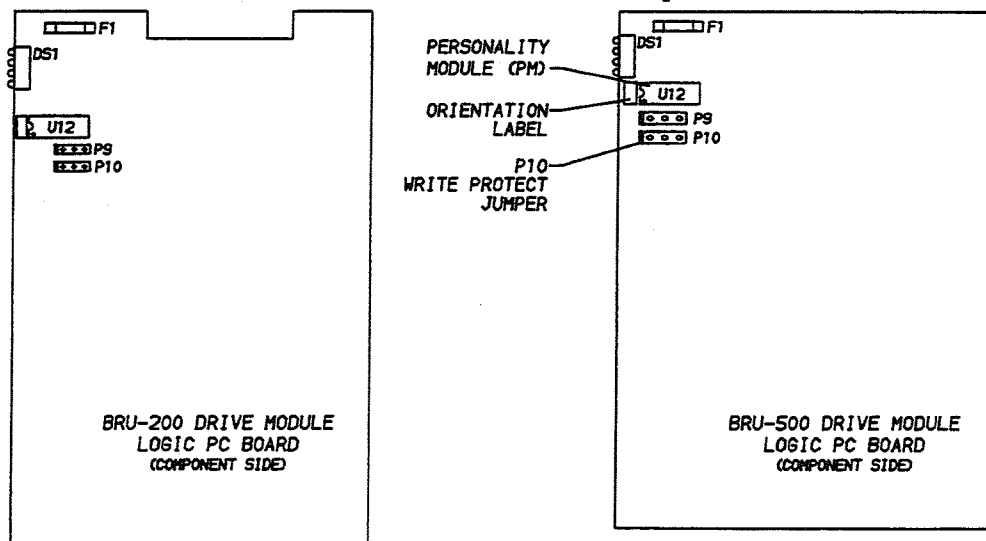 F1
DS1
U12
P9
P10
BRU-200 DRIVE MODULE
LOGIC PC BOARD
(COMPONENT SIDE)
PERSONALITY
MODULE (PM)
ORIENTATION
LABEL
P10
WRITE PROTECT
JUMPER
F1
DS1
U12
P9
P10
BRU-500 DRIVE MODULE
LOGIC PC BOARD
(COMPONENT SIDE)